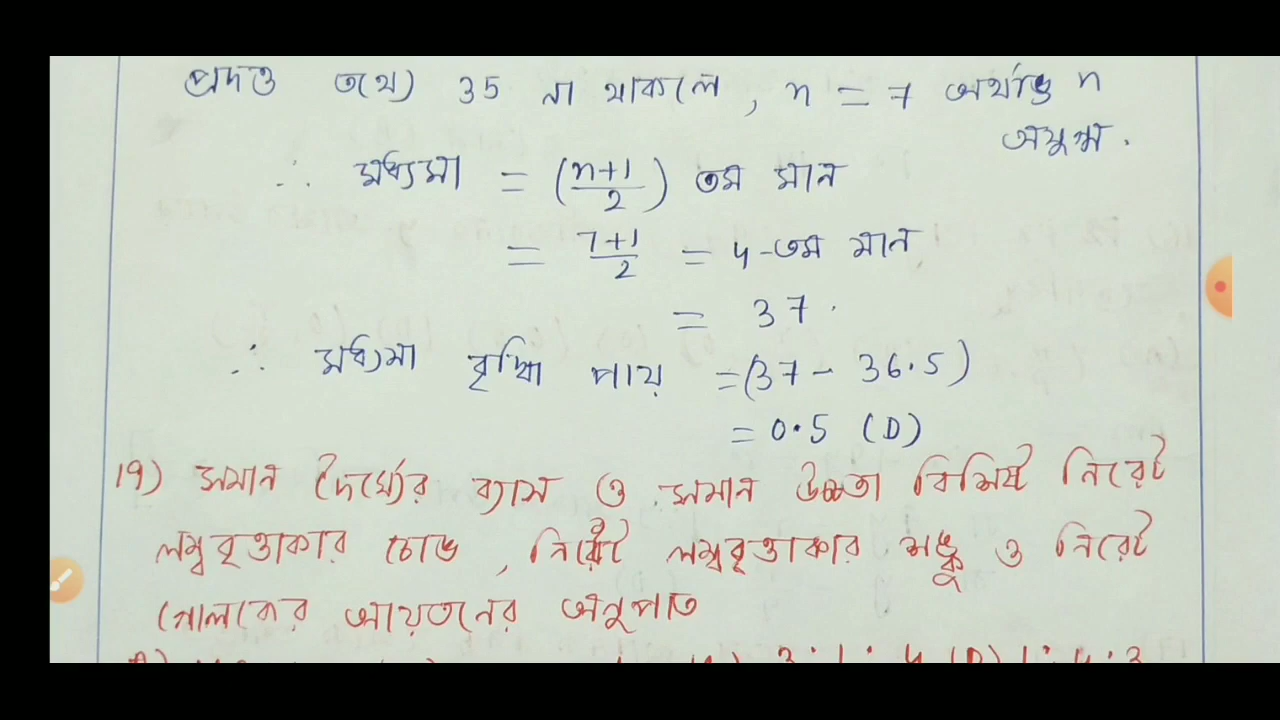 প্রদত্ত তথ্যে 35 না থাকলে, n = 7 অর্থাৎ n
অযুগ্ম.
∴ মধ্যমা = (n+1/2) তম মান
= 7+1/2 = 4-তম মান
= 37.
∴ মধ্যমা বৃদ্ধি পায় = (37 - 36.5)
= 0.5 (D)
19) সমান দৈর্ঘ্যের ব্যাস ও সমান উচ্চতা বিশিষ্ট নিরেট
লম্ববৃত্তাকার চোঙ, নিরেট লম্ববৃত্তাকার শঙ্কু ও নিরেট
গোলকের আয়তনের অনুপাত